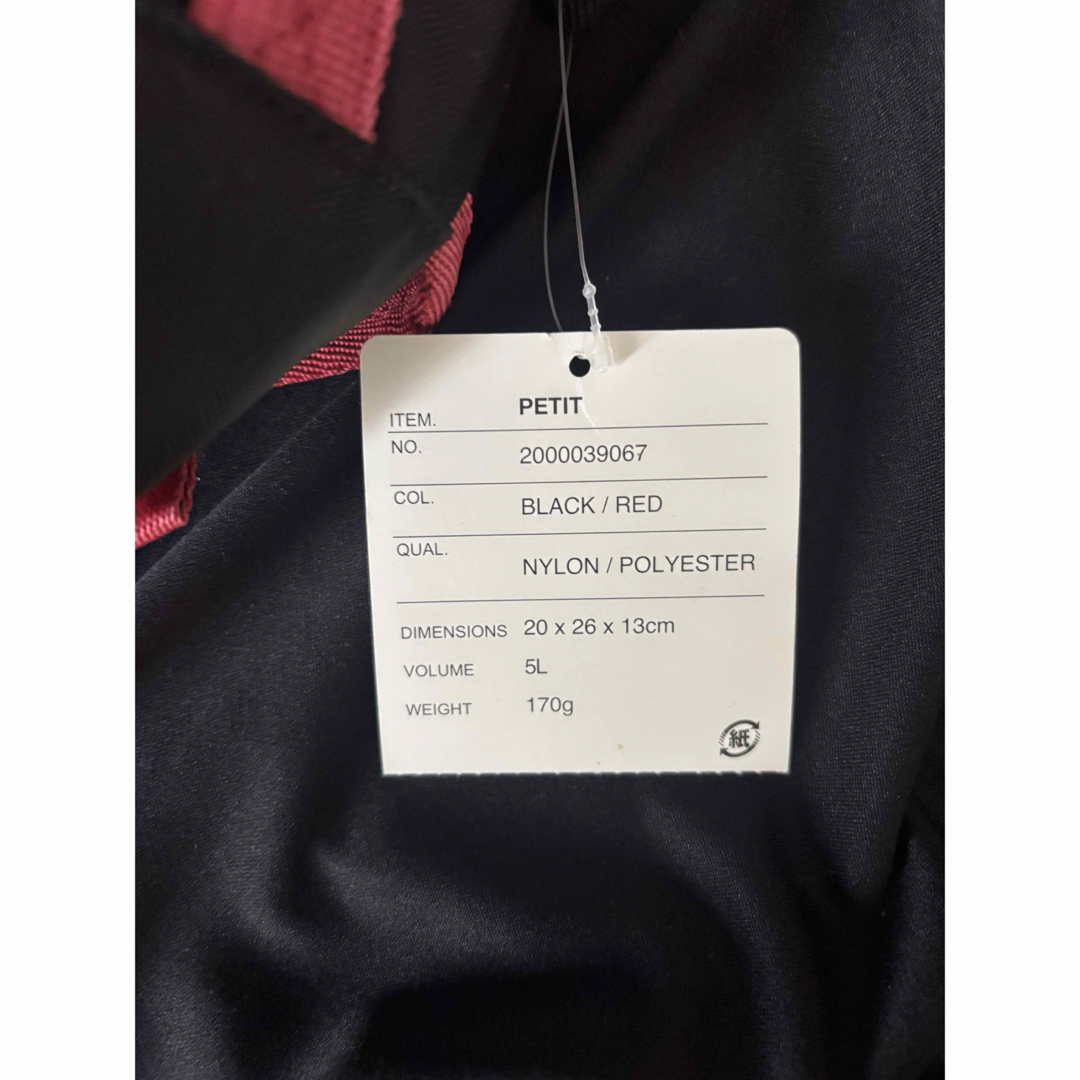 ITEM. PETIT
NO. 2000039067
COL. BLACK / RED
QUAL. NYLON / POLYESTER
DIMENSIONS 20 x 26 x 13cm
VOLUME 5L
WEIGHT 170g
紙